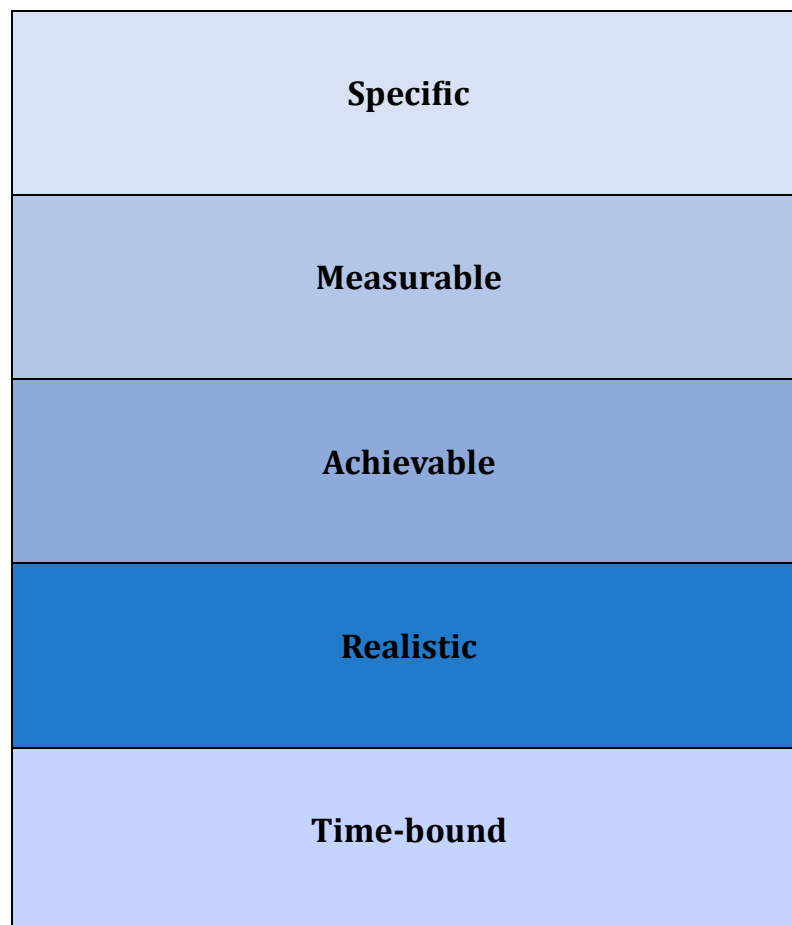 Specific
Measurable
Achievable
Realistic
Time-bound